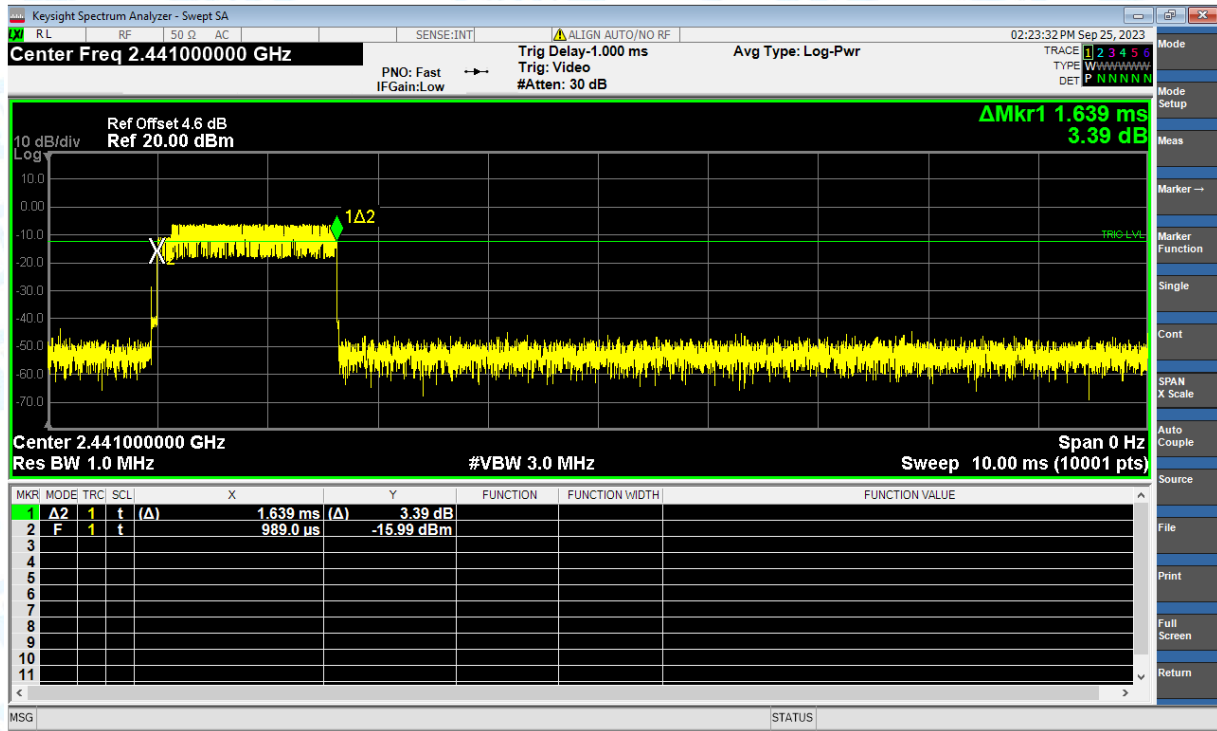 Keysight Spectrum Analyzer - Swept SA
LXI RL RF 50 Ω AC SENSE:INT ALIGN AUTO/NO RF 02:23:32 PM Sep 25, 2023
Center Freq 2.441000000 GHz
PNO: Fast
IFGain:Low
Trig Delay-1.000 ms
Trig: Video
#Atten: 30 dB
Avg Type: Log-Pwr
TRACE 1 2 3 4 5 6
TYPE WWWWWW
DET P N N N N N
ΔMkr1 1.639 ms
3.39 dB
Ref Offset 4.6 dB
10 dB/div Ref 20.00 dBm
Log
10.0
0.00
-10.0
-20.0
-30.0
-40.0
-50.0
-60.0
-70.0
1Δ2
2
TRIG LVL
Center 2.441000000 GHz Span 0 Hz
Res BW 1.0 MHz #VBW 3.0 MHz Sweep 10.00 ms (10001 pts)
MKR MODE TRC SCL X Y FUNCTION FUNCTION WIDTH FUNCTION VALUE
1 Δ2 1 t (Δ) 1.639 ms (Δ) 3.39 dB
2 F 1 t 989.0 µs -15.99 dBm
3
4
5
6
7
8
9
10
11
MSG STATUS
Mode
Mode
Setup
Meas
Marker →
Marker
Function
Single
Cont
SPAN
X Scale
Auto
Couple
Source
File
Print
Full
Screen
Return